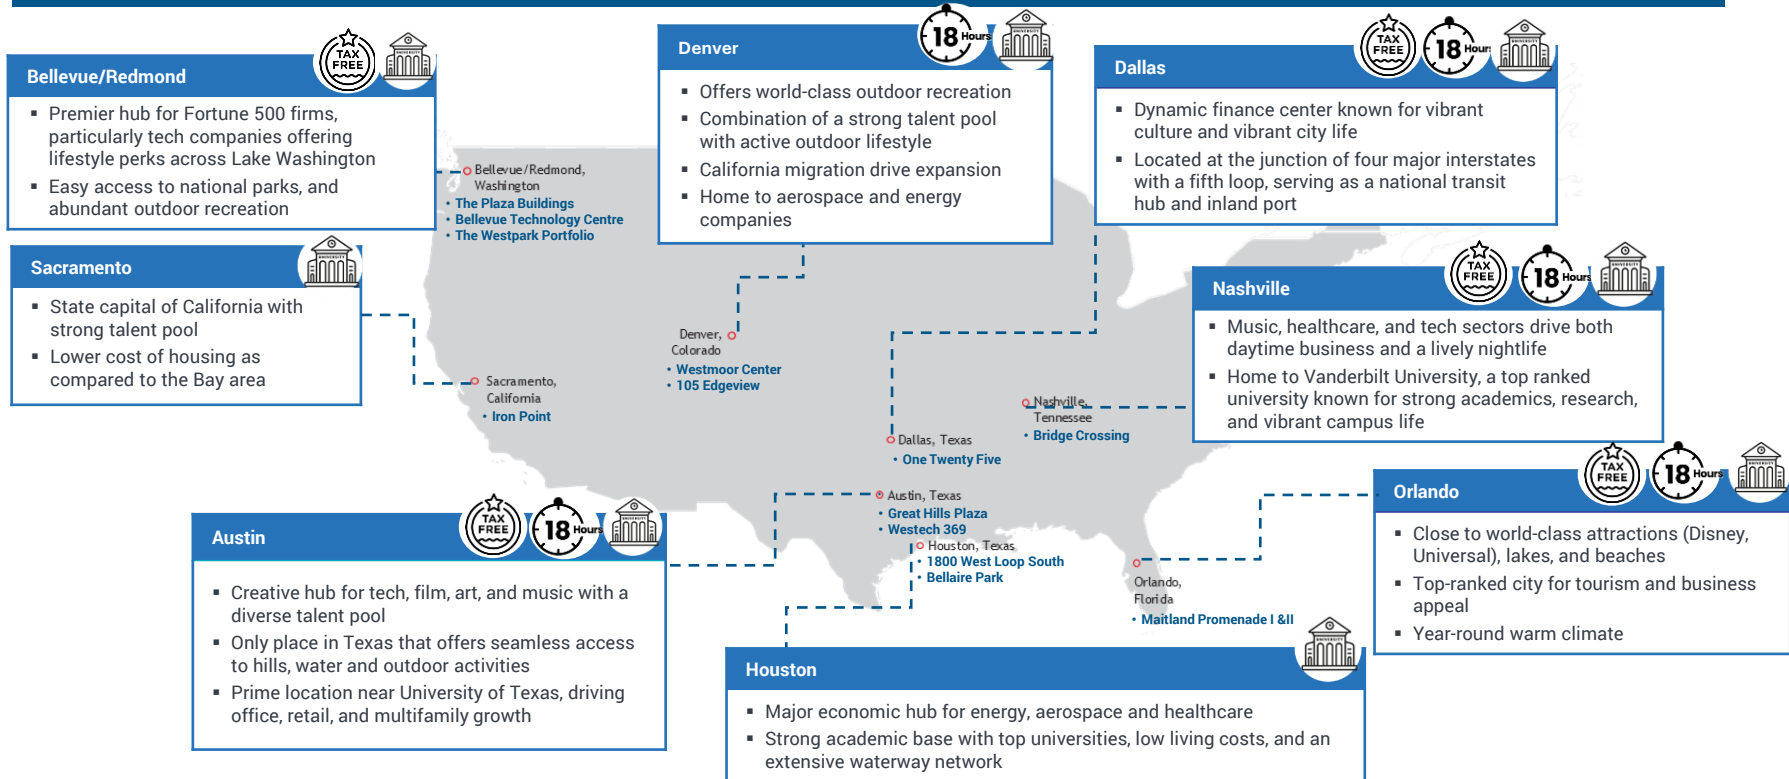 Bellevue/Redmond
TAX
FREE
UNIVERSITY
Premier hub for Fortune 500 firms,
particularly tech companies offering
lifestyle perks across Lake Washington
Easy access to national parks, and
abundant outdoor recreation
Denver
18 Hours
UNIVERSITY
Offers world-class outdoor recreation
Combination of a strong talent pool
with active outdoor lifestyle
California migration drive expansion
Home to aerospace and energy
companies
Dallas
TAX
FREE
18 Hours
UNIVERSITY
Dynamic finance center known for vibrant
culture and vibrant city life
Located at the junction of four major interstates
with a fifth loop, serving as a national transit
hub and inland port
Bellevue/Redmond,
Washington
• The Plaza Buildings
• Bellevue Technology Centre
• The Westpark Portfolio
Sacramento
UNIVERSITY
State capital of California with
strong talent pool
Lower cost of housing as
compared to the Bay area
Nashville
TAX
FREE
18 Hours
UNIVERSITY
Music, healthcare, and tech sectors drive both
daytime business and a lively nightlife
Home to Vanderbilt University, a top ranked
university known for strong academics, research,
and vibrant campus life
Denver,
Colorado
• Westmoor Center
• 105 Edgeview
Sacramento,
California
• Iron Point
Nashville,
Tennessee
• Bridge Crossing
Dallas, Texas
• One Twenty Five
Austin, Texas
• Great Hills Plaza
• Westech 369
Houston, Texas
• 1800 West Loop South
• Bellaire Park
Orlando,
Florida
• Maitland Promenade I &II
Orlando
TAX
FREE
18 Hours
UNIVERSITY
Close to world-class attractions (Disney,
Universal), lakes, and beaches
Top-ranked city for tourism and business
appeal
Year-round warm climate
Austin
TAX
FREE
18 Hours
UNIVERSITY
Creative hub for tech, film, art, and music with a
diverse talent pool
Only place in Texas that offers seamless access
to hills, water and outdoor activities
Prime location near University of Texas, driving
office, retail, and multifamily growth
Houston
UNIVERSITY
Major economic hub for energy, aerospace and healthcare
Strong academic base with top universities, low living costs, and an
extensive waterway network